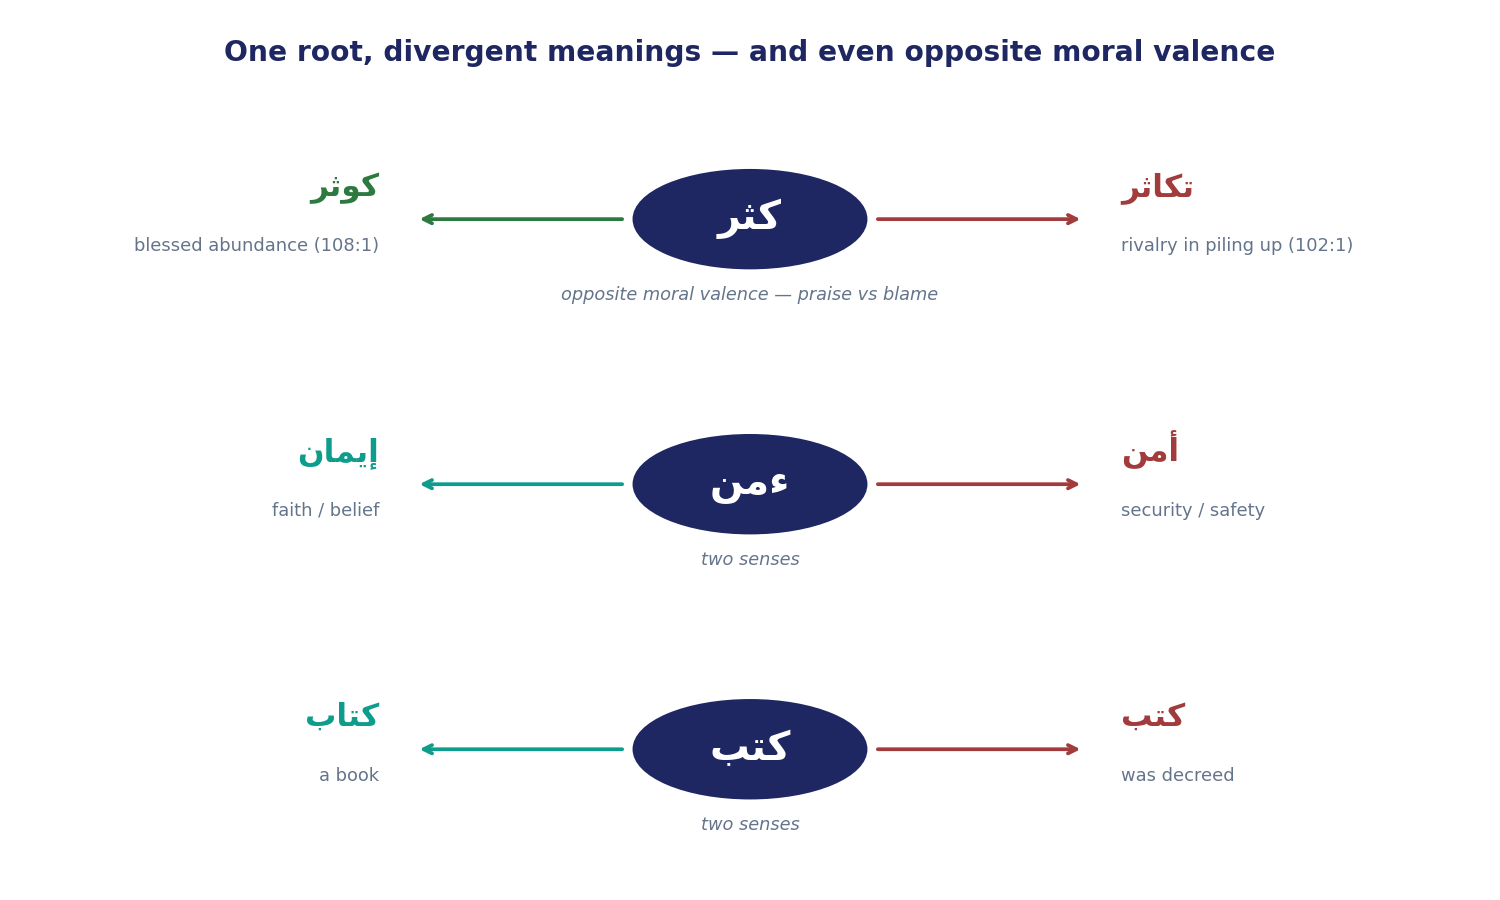 One root, divergent meanings — and even opposite moral valence
كوثر
blessed abundance (108:1)
كثر
opposite moral valence — praise vs blame
تكاثر
rivalry in piling up (102:1)
إيمان
faith / belief
ءمن
two senses
أمن
security / safety
كتاب
a book
كتب
two senses
كتب
was decreed